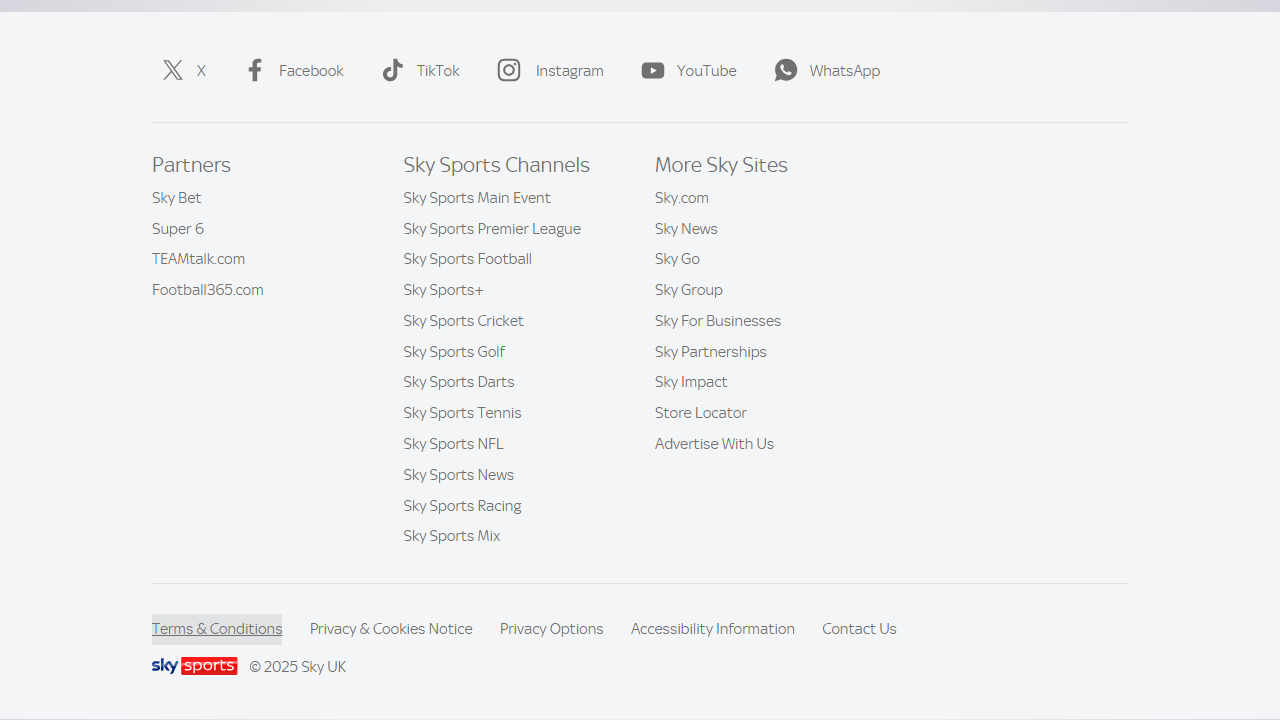 X Facebook TikTok Instagram YouTube WhatsApp
Partners
Sky Bet
Super 6
TEAMtalk.com
Football365.com
Sky Sports Channels
Sky Sports Main Event
Sky Sports Premier League
Sky Sports Football
Sky Sports+
Sky Sports Cricket
Sky Sports Golf
Sky Sports Darts
Sky Sports Tennis
Sky Sports NFL
Sky Sports News
Sky Sports Racing
Sky Sports Mix
More Sky Sites
Sky.com
Sky News
Sky Go
Sky Group
Sky For Businesses
Sky Partnerships
Sky Impact
Store Locator
Advertise With Us
Terms & Conditions Privacy & Cookies Notice Privacy Options Accessibility Information Contact Us
sky sports © 2025 Sky UK